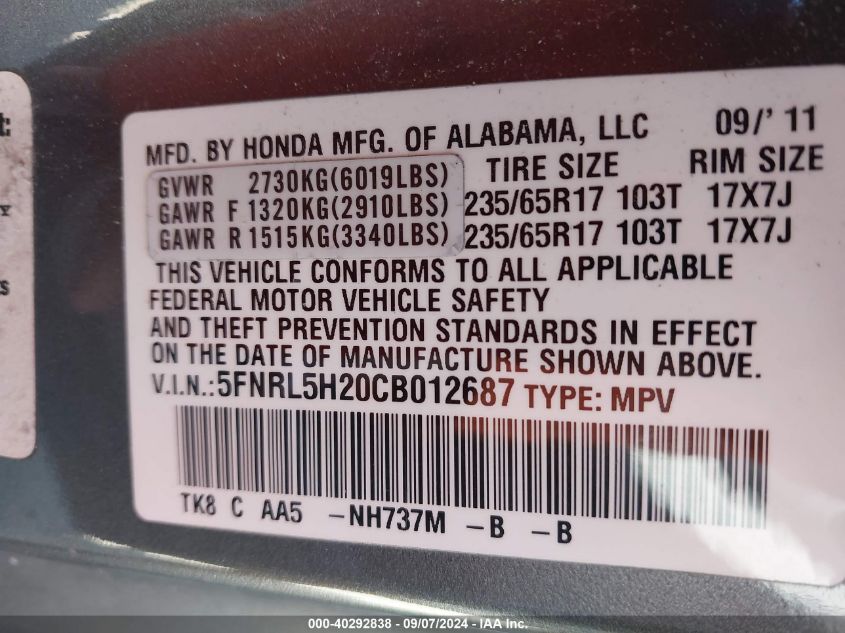 MFD. BY HONDA MFG. OF ALABAMA, LLC 09/' 11
TIRE SIZE RIM SIZE
GVWR 2730KG(6019LBS)
GAWR F 1320KG(2910LBS) 235/65R17 103T 17X7J
GAWR R 1515KG(3340LBS) 235/65R17 103T 17X7J
THIS VEHICLE CONFORMS TO ALL APPLICABLE
FEDERAL MOTOR VEHICLE SAFETY
AND THEFT PREVENTION STANDARDS IN EFFECT
ON THE DATE OF MANUFACTURE SHOWN ABOVE.
V.I.N.:5FNRL5H20CB012687 TYPE: MPV
TK8 C AA5 -NH737M -B -B
000-40292838 - 09/07/2024 - IAA Inc.